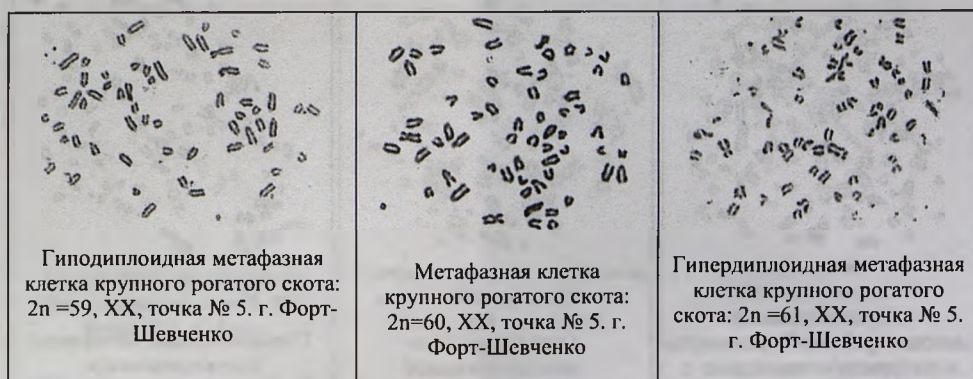 Гиподиплоидная метафазная
клетка крупного рогатого скота:
2n =59, XX, точка № 5. г. Форт-
Шевченко
Метафазная клетка
крупного рогатого скота:
2n=60, XX, точка № 5. г.
Форт-Шевченко
Гипердиплоидная метафазная
клетка крупного рогатого
скота: 2n =61, XX, точка № 5.
г. Форт-Шевченко